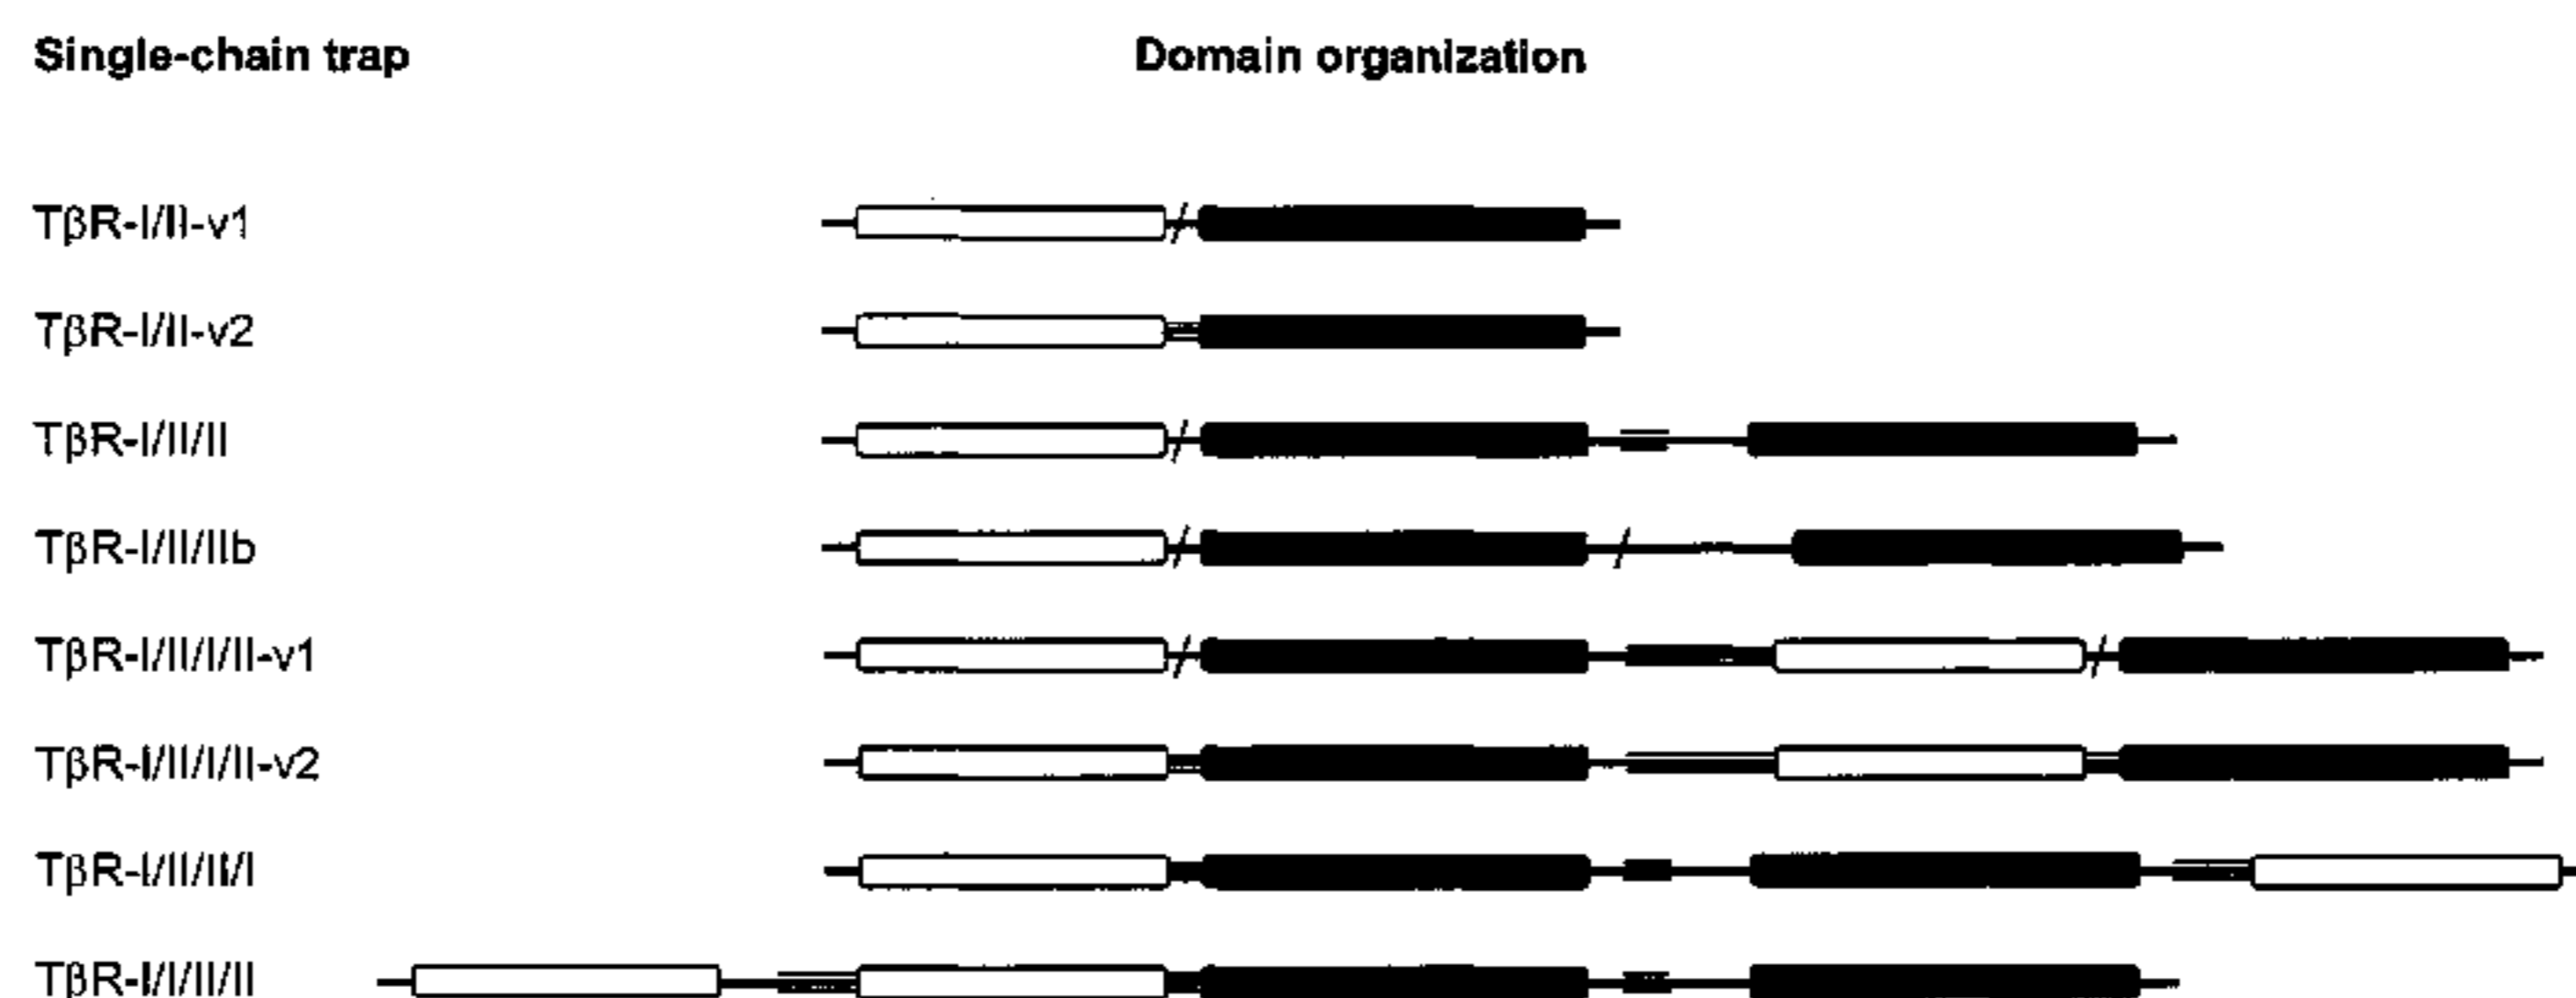 Single-chain trap Domain organization
TβR-I/II-v1
TβR-I/II-v2
TβR-I/II/II
TβR-I/II/IIb
TβR-I/II/I/II-v1
TβR-I/II/I/II-v2
TβR-I/II/II/I
TβR-I/I/II/II